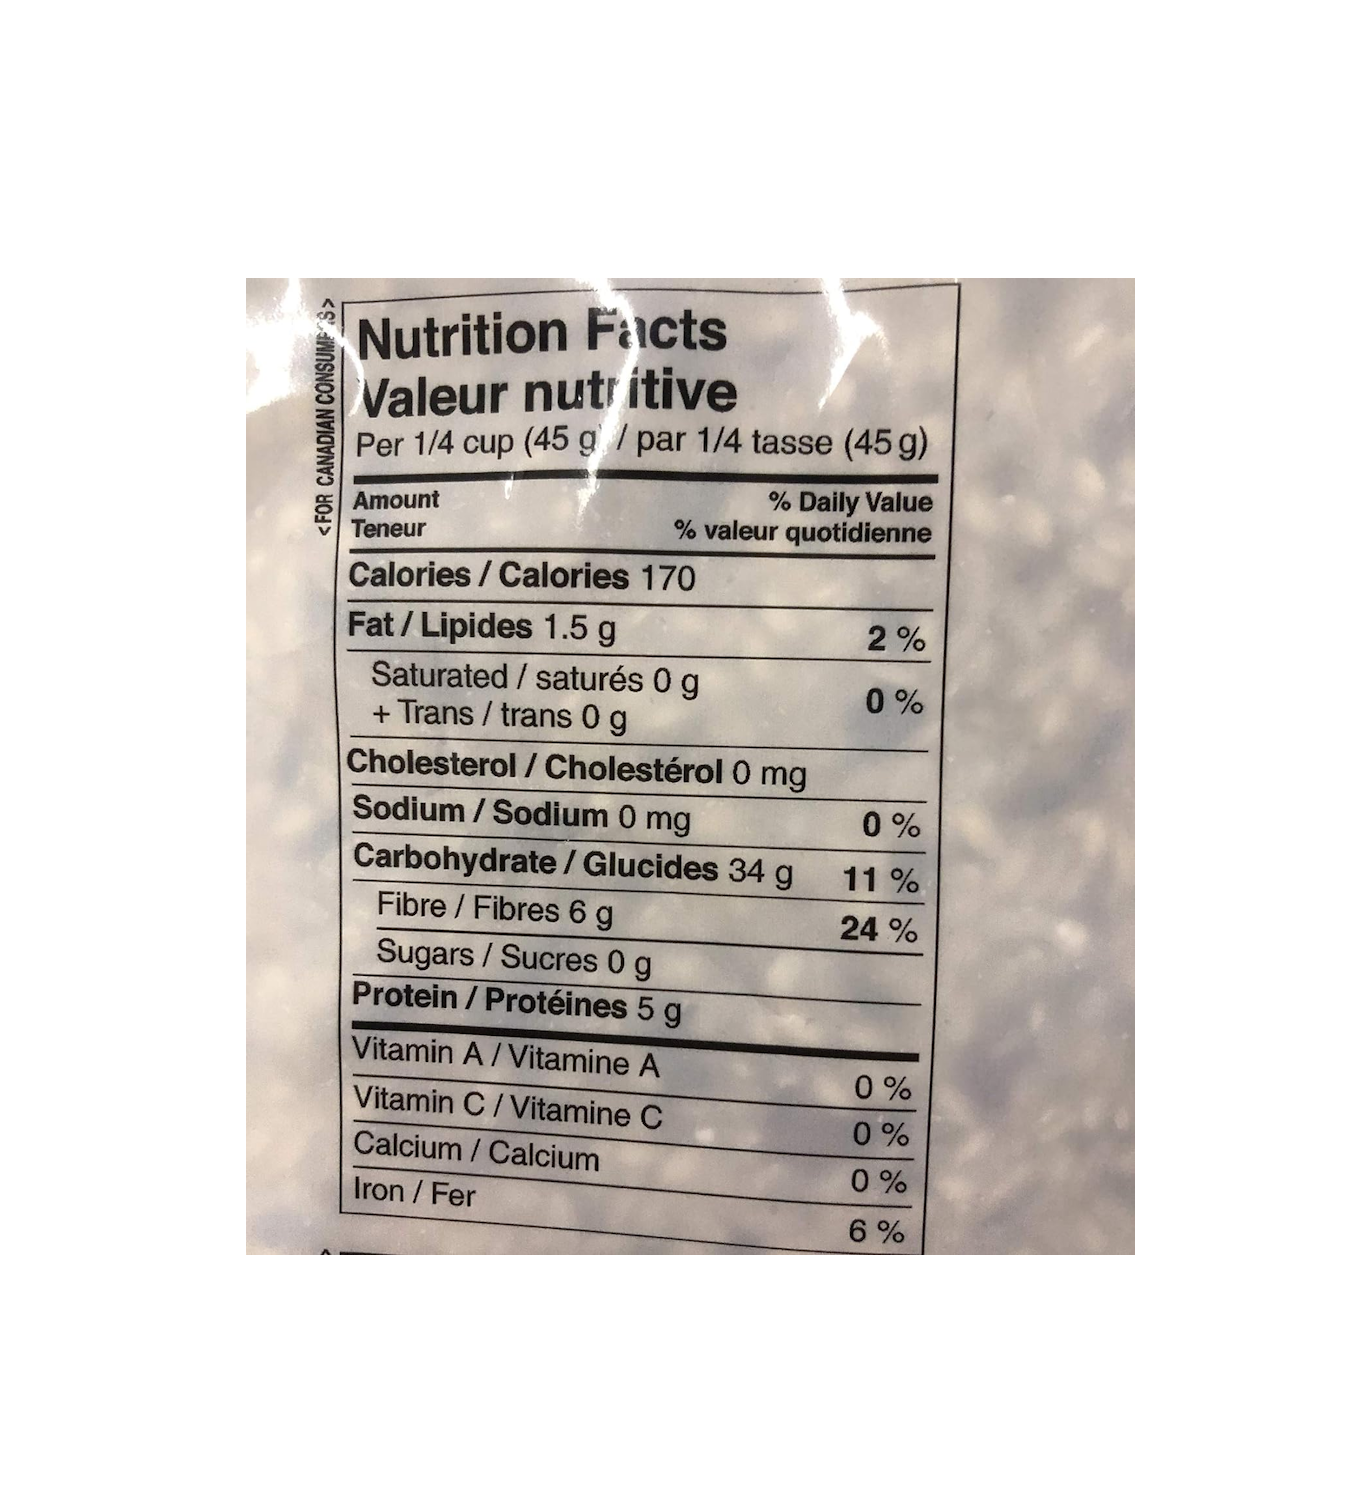 <FOR CANADIAN CONSUMERS>
Nutrition Facts
Valeur nutritive
Per 1/4 cup (45 g) / par 1/4 tasse (45 g)
Amount % Daily Value
Teneur % valeur quotidienne
Calories / Calories 170
Fat / Lipides 1.5 g 2 %
Saturated / saturés 0 g
+ Trans / trans 0 g 0 %
Cholesterol / Cholestérol 0 mg
Sodium / Sodium 0 mg 0 %
Carbohydrate / Glucides 34 g 11 %
Fibre / Fibres 6 g 24 %
Sugars / Sucres 0 g
Protein / Protéines 5 g
Vitamin A / Vitamine A 0 %
Vitamin C / Vitamine C 0 %
Calcium / Calcium 0 %
Iron / Fer 6 %